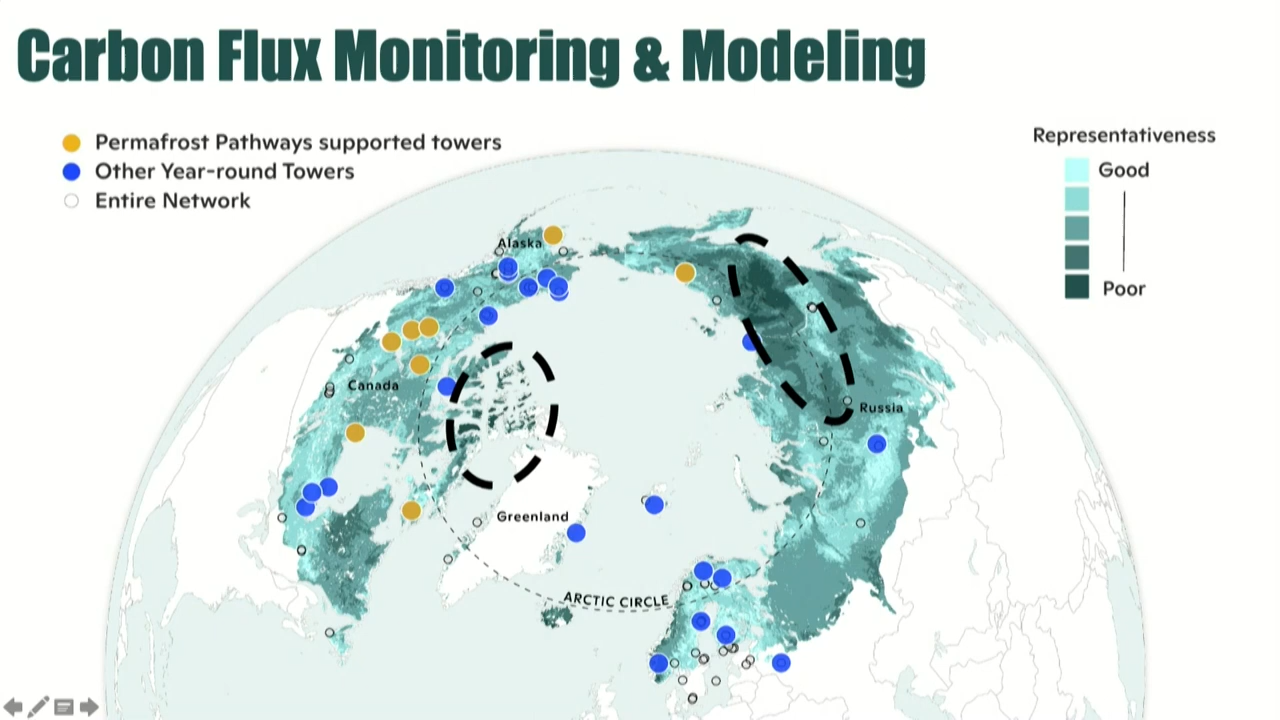 Carbon Flux Monitoring & Modeling
Permafrost Pathways supported towers
Other Year-round Towers
Entire Network
Representativeness
Good
Poor
Alaska
Canada
Russia
Greenland
ARCTIC CIRCLE